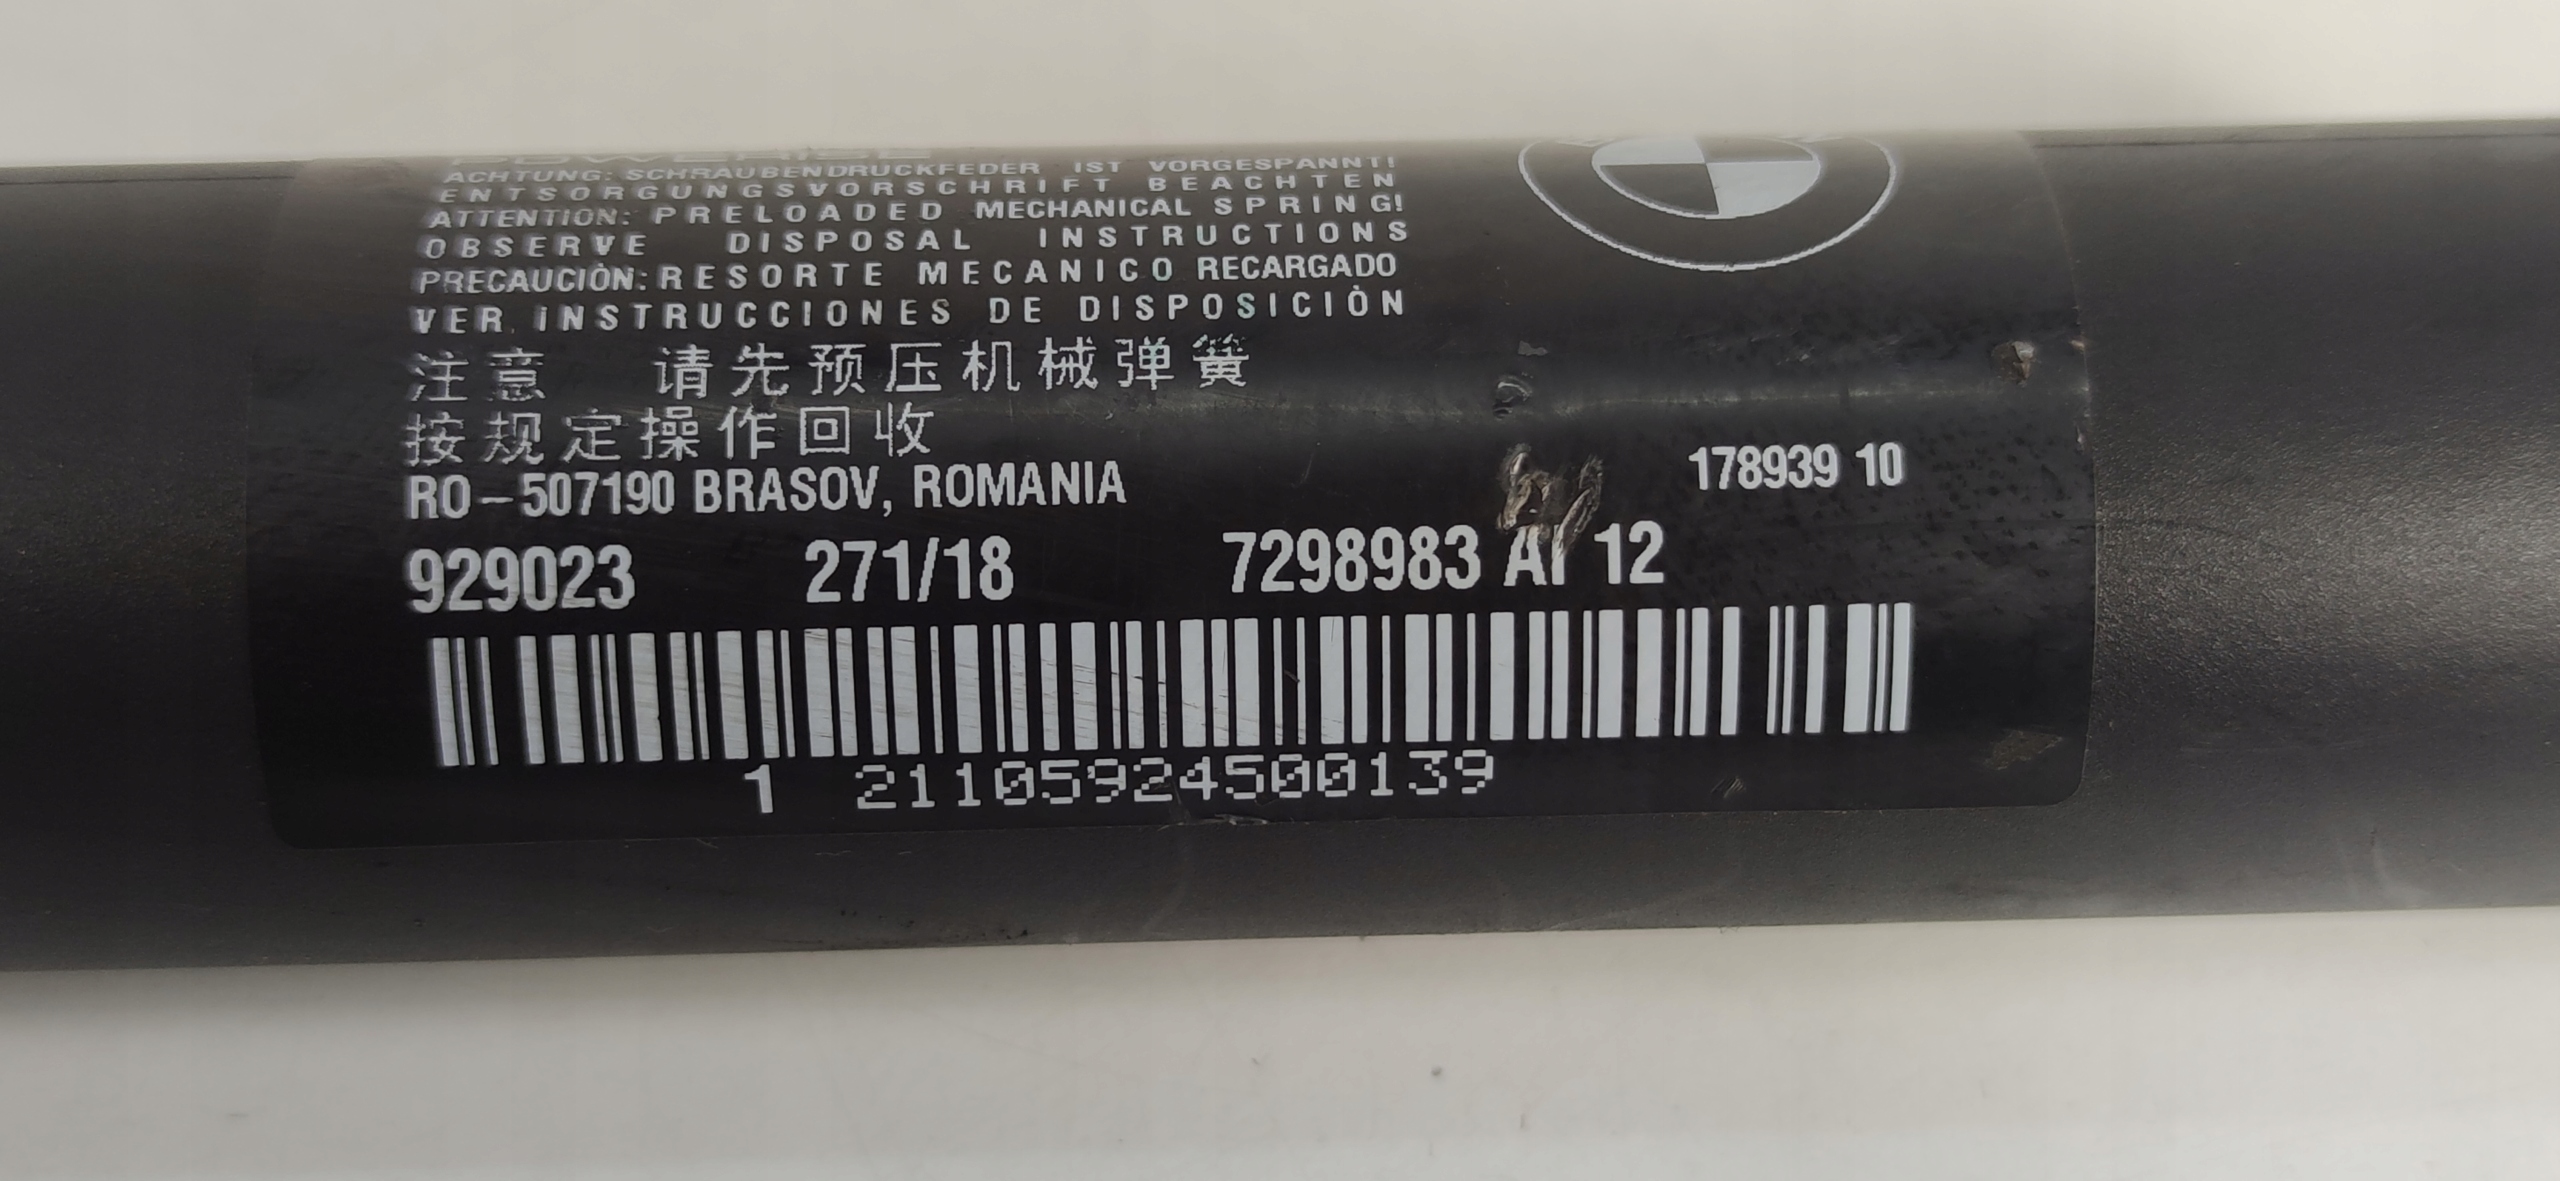 POWERISE
ACHTUNG: SCHRAUBENDRUCKFEDER IST VORGESPANNT!
ENTSORGUNGSVORSCHRIFT BEACHTEN
ATTENTION: PRELOADED MECHANICAL SPRING!
OBSERVE DISPOSAL INSTRUCTIONS
PRECAUCIÒN: RESORTE MECANICO RECARGADO
VER INSTRUCCIONES DE DISPOSICIÒN
注意 请先预压机械弹簧
按规定操作回收
RO-507190 BRASOV, ROMANIA
178939 10
929023 271/18 7298983 AI 12
1 21105924500139